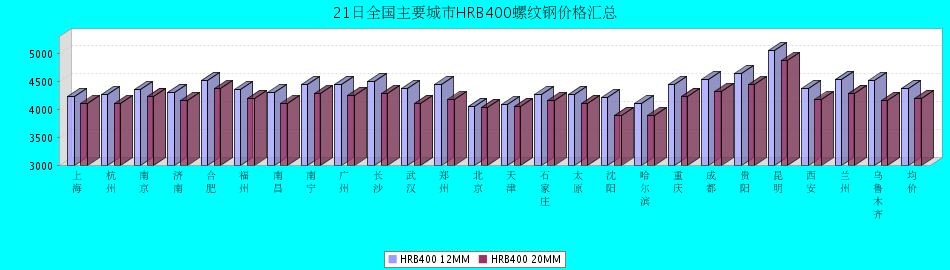 21日全国主要城市HRB400螺纹钢价格汇总
5000
4500
4000
3500
3000
上海
杭州
南京
济南
合肥
福州
南昌
南宁
广州
长沙
武汉
郑州
北京
天津
石家庄
太原
沈阳
哈尔滨
重庆
成都
贵阳
昆明
西安
兰州
乌鲁木齐
均价
HRB400 12MM HRB400 20MM